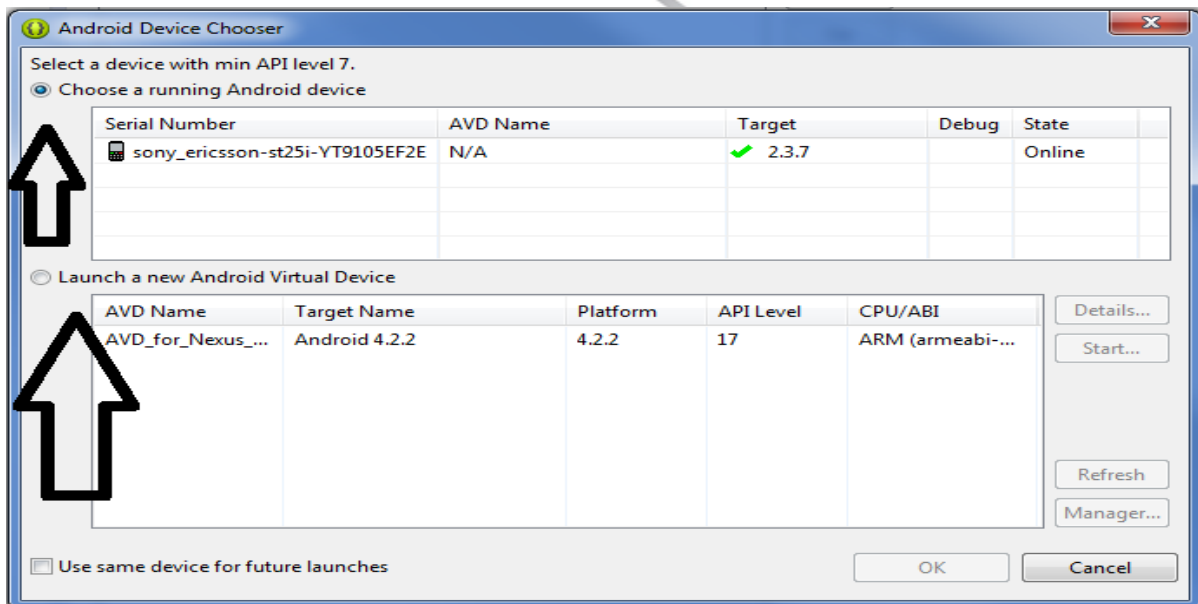 Android Device Chooser
Select a device with min API level 7.
Choose a running Android device
Serial Number AVD Name Target Debug State
sony_ericsson-st25i-YT9105EF2E N/A 2.3.7 Online
Launch a new Android Virtual Device
AVD Name Target Name Platform API Level CPU/ABI Details...
AVD_for_Nexus_... Android 4.2.2 4.2.2 17 ARM (armeabi-... Start...
Refresh
Manager...
Use same device for future launches OK Cancel